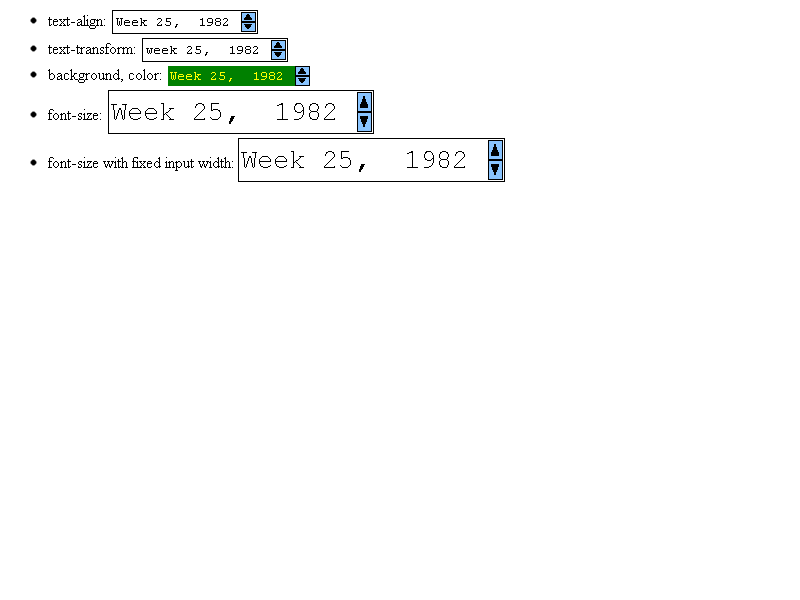 text-align: Week 25, 1982
text-transform: week 25, 1982
background, color: Week 25, 1982
font-size: Week 25, 1982
font-size with fixed input width: Week 25, 1982